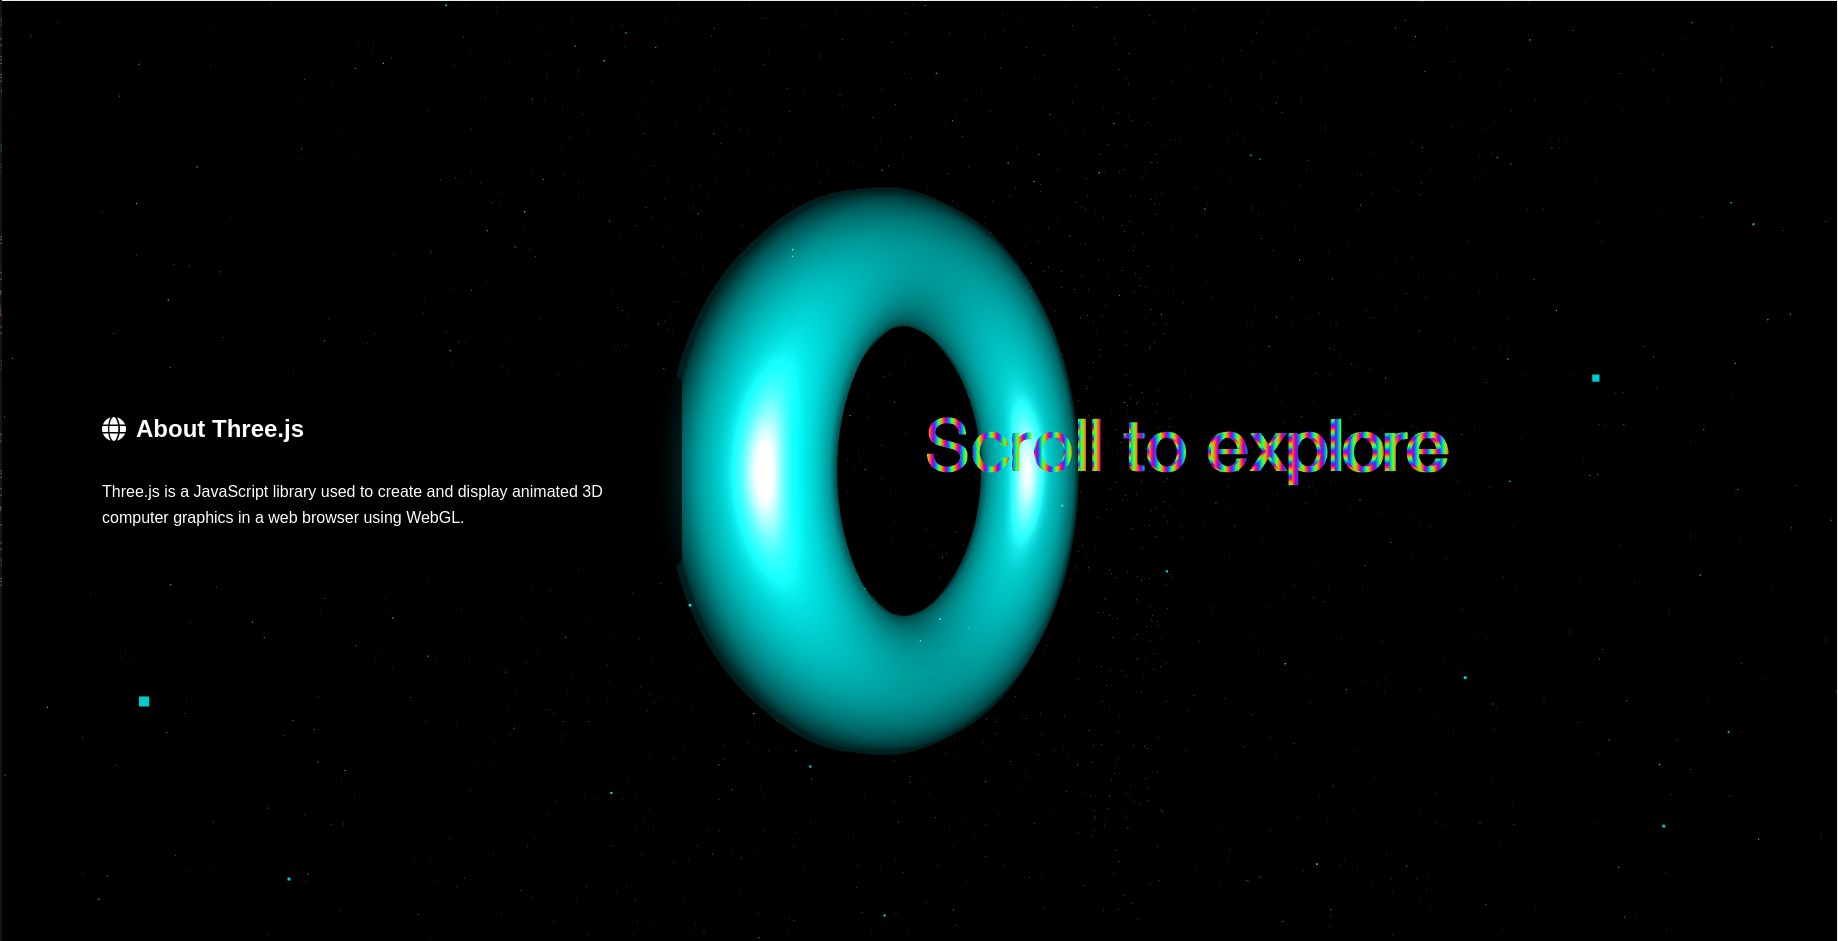 About Three.js
Three.js is a JavaScript library used to create and display animated 3D
computer graphics in a web browser using WebGL.
Scroll to explore